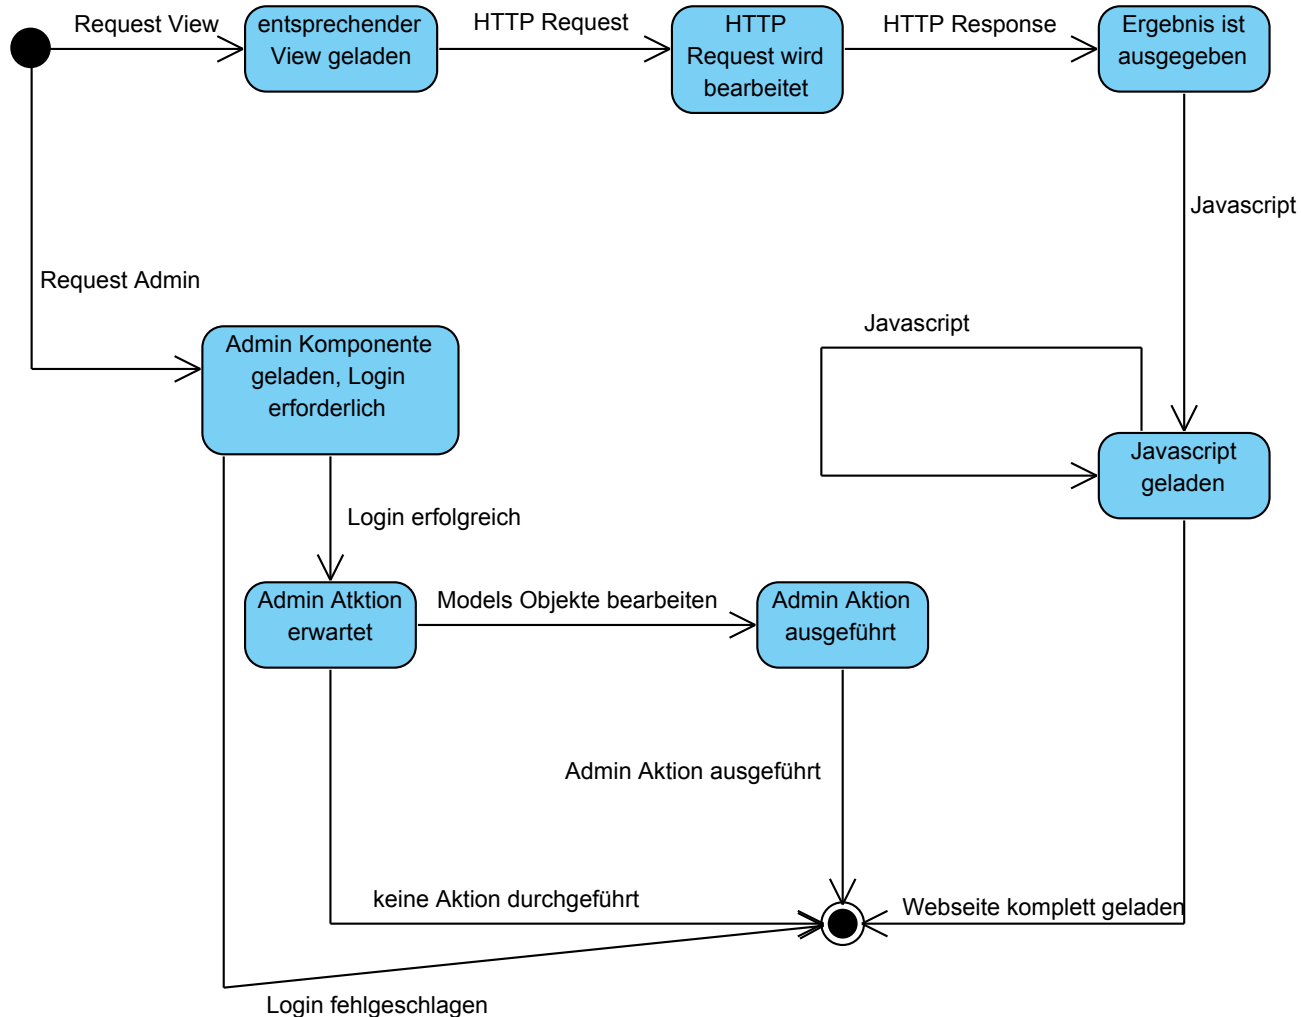 Request View
entsprechender
View geladen
HTTP Request
HTTP
Request wird
bearbeitet
HTTP Response
Ergebnis ist
ausgegeben
Javascript
Request Admin
Admin Komponente
geladen, Login
erforderlich
Javascript
Javascript
geladen
Login erfolgreich
Admin Atktion
erwartet
Models Objekte bearbeiten
Admin Aktion
ausgeführt
Admin Aktion ausgeführt
keine Aktion durchgeführt
Webseite komplett geladen
Login fehlgeschlagen